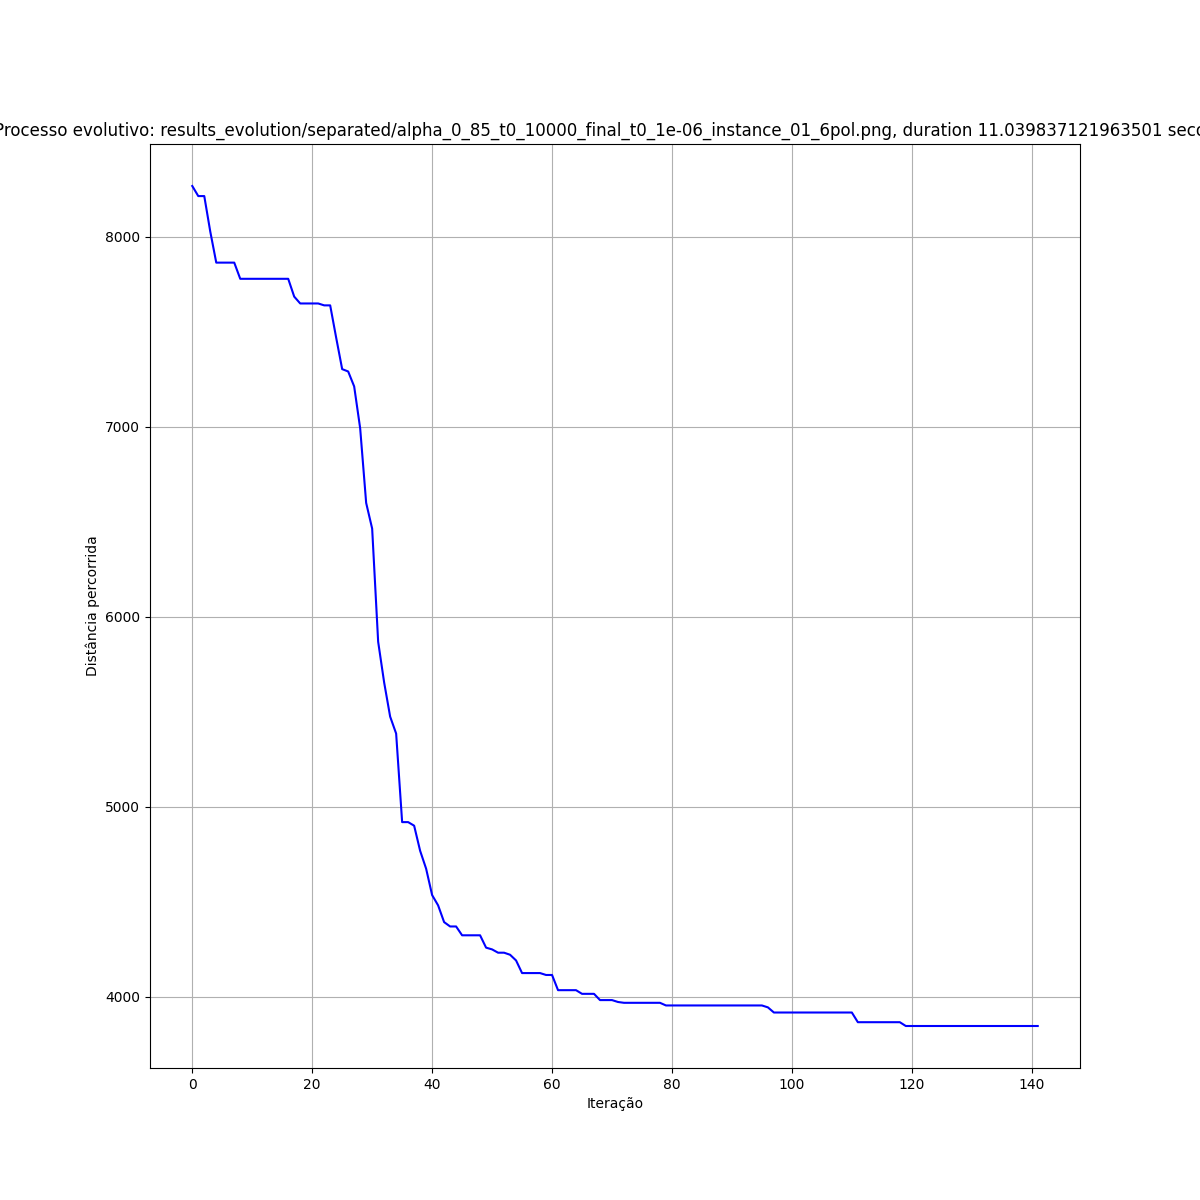 Processo evolutivo: results_evolution/separated/alpha_0_85_t0_10000_final_t0_1e-06_instance_01_6pol.png, duration 11.039837121963501 seco
8000
7000
6000
5000
4000
Distância percorrida
0 20 40 60 80 100 120 140
Iteração